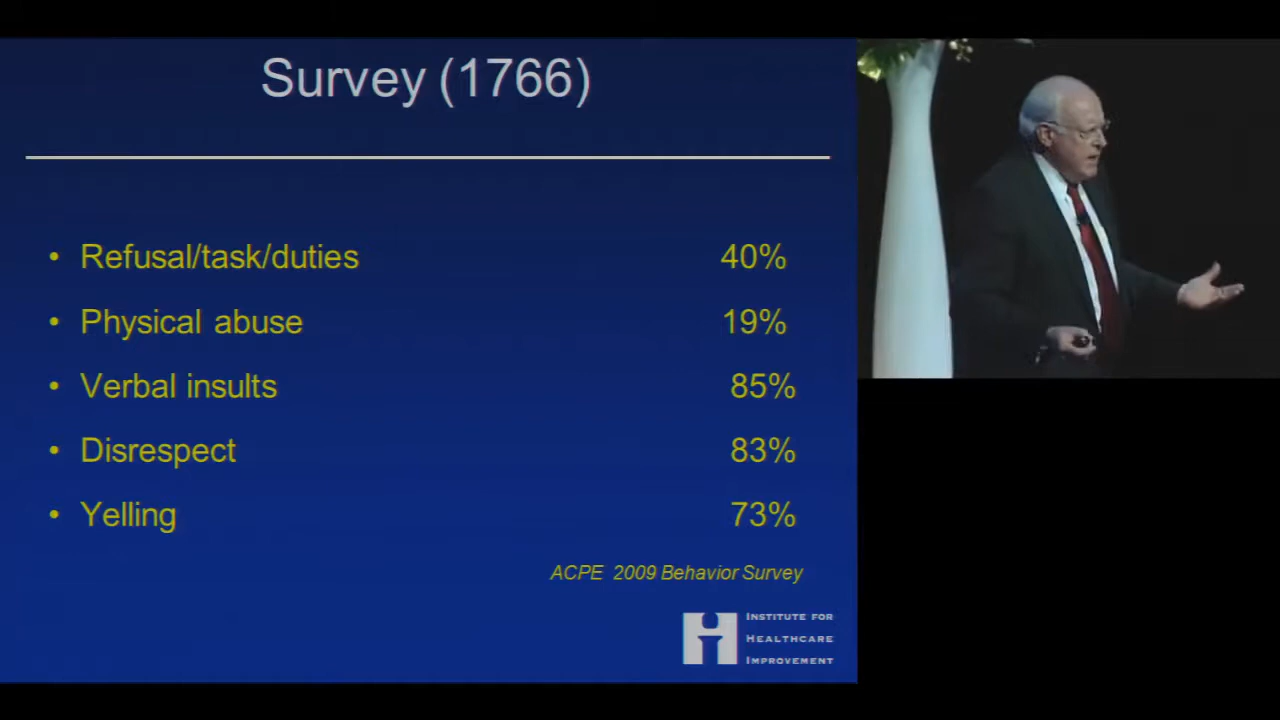 Survey (1766)
• Refusal/task/duties 40%
• Physical abuse 19%
• Verbal insults 85%
• Disrespect 83%
• Yelling 73%
ACPE 2009 Behavior Survey
INSTITUTE FOR
HEALTHCARE
IMPROVEMENT